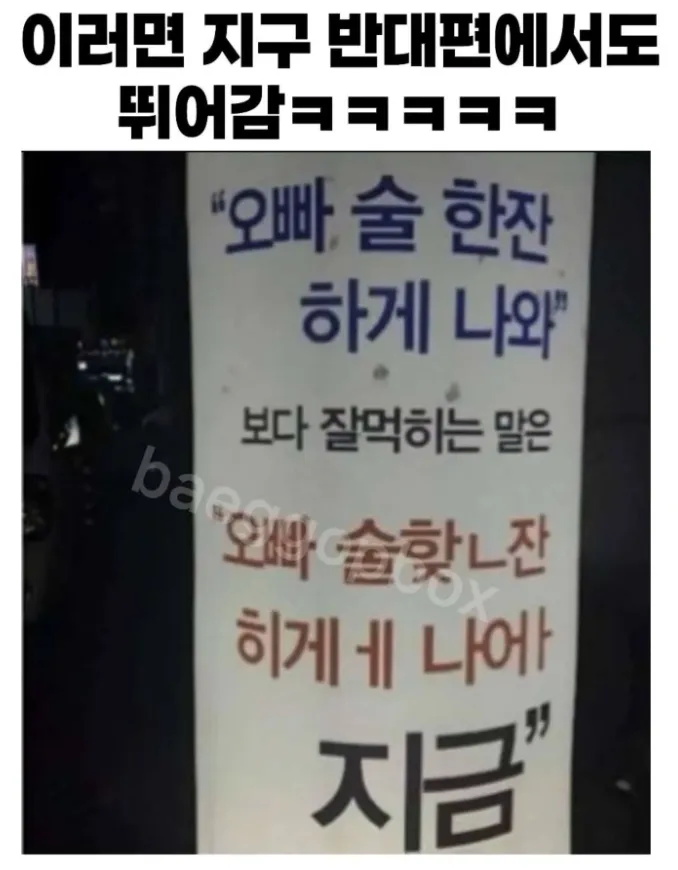 이러면 지구 반대편에서도
뛰어감ㅋㅋㅋㅋㅋ
"오빠 술 한잔
하게 나와"
보다 잘먹히는 말은
"오빠 술핮ㄴ잔
히게ㅔ 나어ㅏ
지금"
baeggopcox